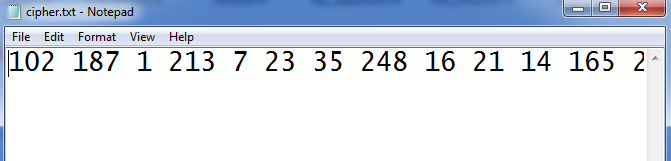 cipher.txt - Notepad
File Edit Format View Help
102 187 1 213 7 23 35 248 16 21 14 165 2